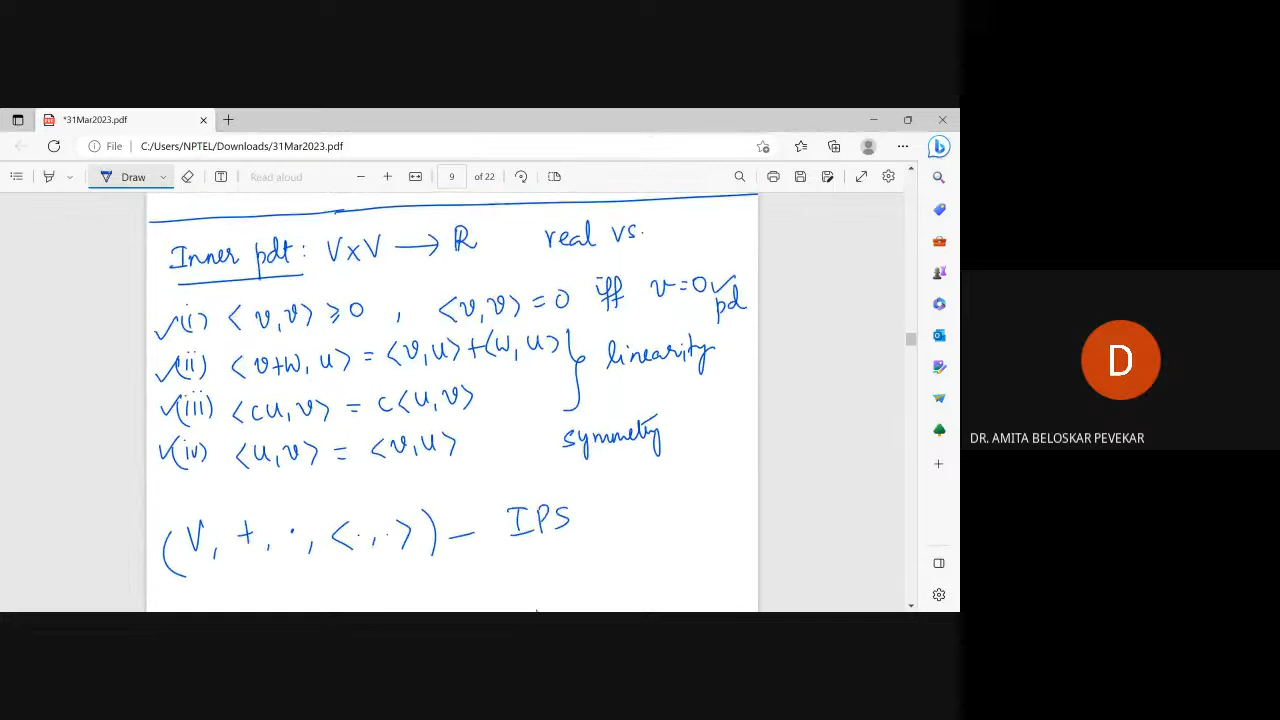 *31Mar2023.pdf
File C:/Users/NPTEL/Downloads/31Mar2023.pdf
Draw Read aloud 9 of 22
Inner pdt : V×V → ℝ real vs.
✓(i) ⟨v,v⟩ ⩾ 0 , ⟨v,v⟩ = 0 iff v=0 ✓ pd
✓(ii) ⟨v+w, u⟩ = ⟨v,u⟩ + ⟨w,u⟩ } linearity
✓(iii) ⟨cu,v⟩ = c⟨u,v⟩
✓(iv) ⟨u,v⟩ = ⟨v,u⟩ symmetry
(V, +, ·, ⟨·,·⟩) – IPS
D
DR. AMITA BELOSKAR PEVEKAR